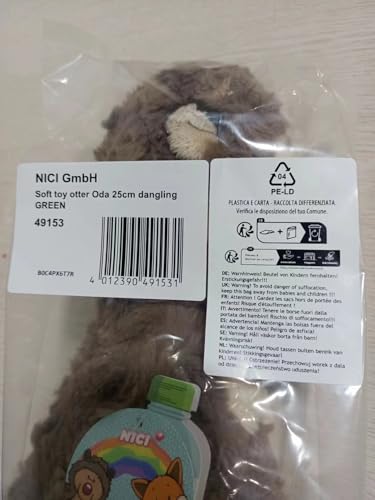 NICI GmbH
Soft toy otter Oda 25cm dangling
GREEN
49153
B0C4PX6T7R
4 012390 491531
04
PE-LD
PLASTICA E CARTA - RACCOLTA DIFFERENZIATA.
Verifica le disposizione del tuo Comune.
FR
DE: Warnhinweis! Beutel von Kindern fernhalten!
Erstickungsgefahr!!!
UK: Warning! To avoid danger of suffocation,
keep this bag away from babies and children !!!
FR: Attention ! Gardez les sacs hors de portée des
enfants! Risque d'étouffement !
IT: Avvertimento! Tenere le borse fuori dalla
portata dei bambini! Rischio di soffocamento!!!
ES: Advertencia! Mantenga las bolsas fuera del
alcance de los niños! Peligro de asfixia!
SE: Warning! Håll väskor borta från barn!
Kvävningsrisk!
NL: Waarschuwing! Houd tassen buiten bereik van
kinderen! Stikkingsgevaar!
PL: Ostrzeżenie! Przechowuj worek z dala
od dzieci! uduszenia!
NICI